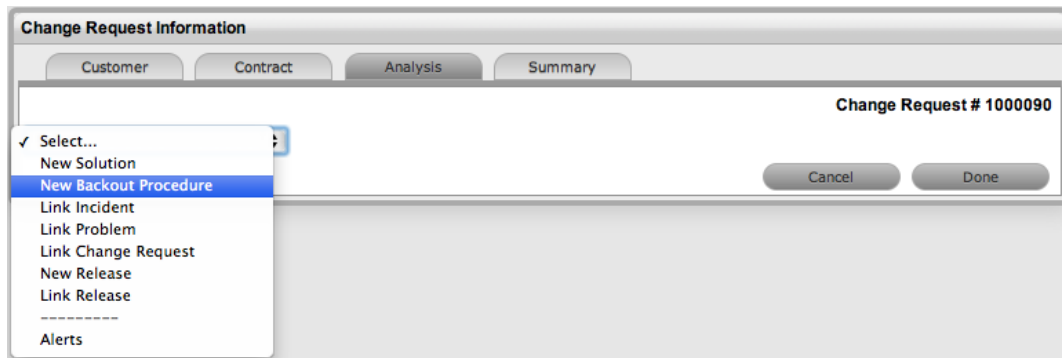 Change Request Information
Customer Contract Analysis Summary
Change Request # 1000090
✓ Select...
New Solution
New Backout Procedure
Cancel Done
Link Incident
Link Problem
Link Change Request
New Release
Link Release
---------
Alerts